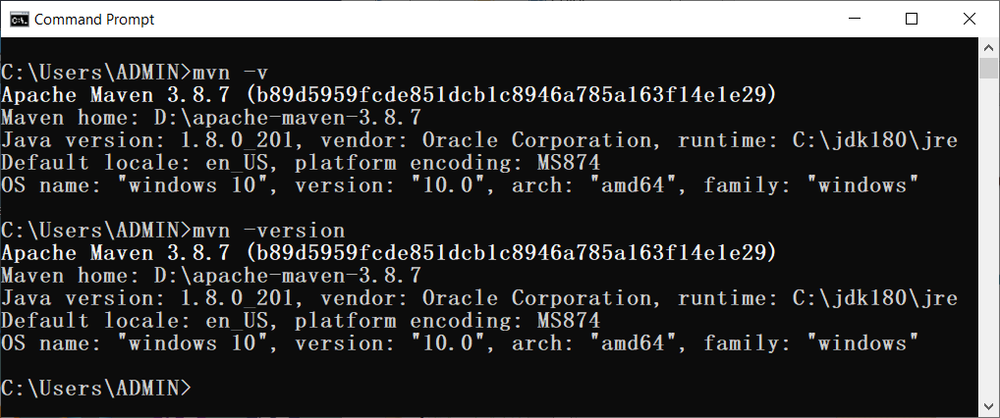 Command Prompt
C:\Users\ADMIN>mvn -v
Apache Maven 3.8.7 (b89d5959fcde851dcb1c8946a785a163f14e1e29)
Maven home: D:\apache-maven-3.8.7
Java version: 1.8.0_201, vendor: Oracle Corporation, runtime: C:\jdk180\jre
Default locale: en_US, platform encoding: MS874
OS name: "windows 10", version: "10.0", arch: "amd64", family: "windows"
C:\Users\ADMIN>mvn -version
Apache Maven 3.8.7 (b89d5959fcde851dcb1c8946a785a163f14e1e29)
Maven home: D:\apache-maven-3.8.7
Java version: 1.8.0_201, vendor: Oracle Corporation, runtime: C:\jdk180\jre
Default locale: en_US, platform encoding: MS874
OS name: "windows 10", version: "10.0", arch: "amd64", family: "windows"
C:\Users\ADMIN>